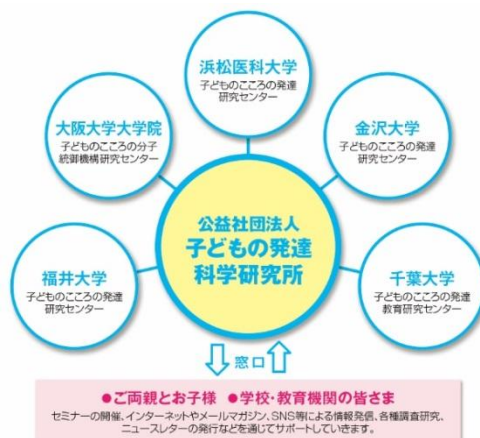 浜松医科大学
子どものこころの発達
研究センター
大阪大学大学院
子どものこころの分子
統御機構研究センター
金沢大学
子どものこころの発達
研究センター
公益社団法人
子どもの発達
科学研究所
福井大学
子どものこころの発達
研究センター
千葉大学
子どものこころの発達
教育研究センター
窓口
●ご両親とお子様 ●学校・教育機関の皆さま
セミナーの開催、インターネットやメールマガジン、SNS等による情報発信、各種調査研究、
ニュースレターの発行などを通じてサポートしていきます。